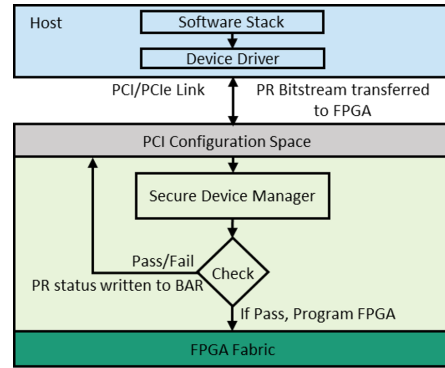 Host
Software Stack
Device Driver
PCI/PCIe Link
PR Bitstream transferred
to FPGA
PCI Configuration Space
Secure Device Manager
Check
Pass/Fail
PR status written to BAR
If Pass, Program FPGA
FPGA Fabric